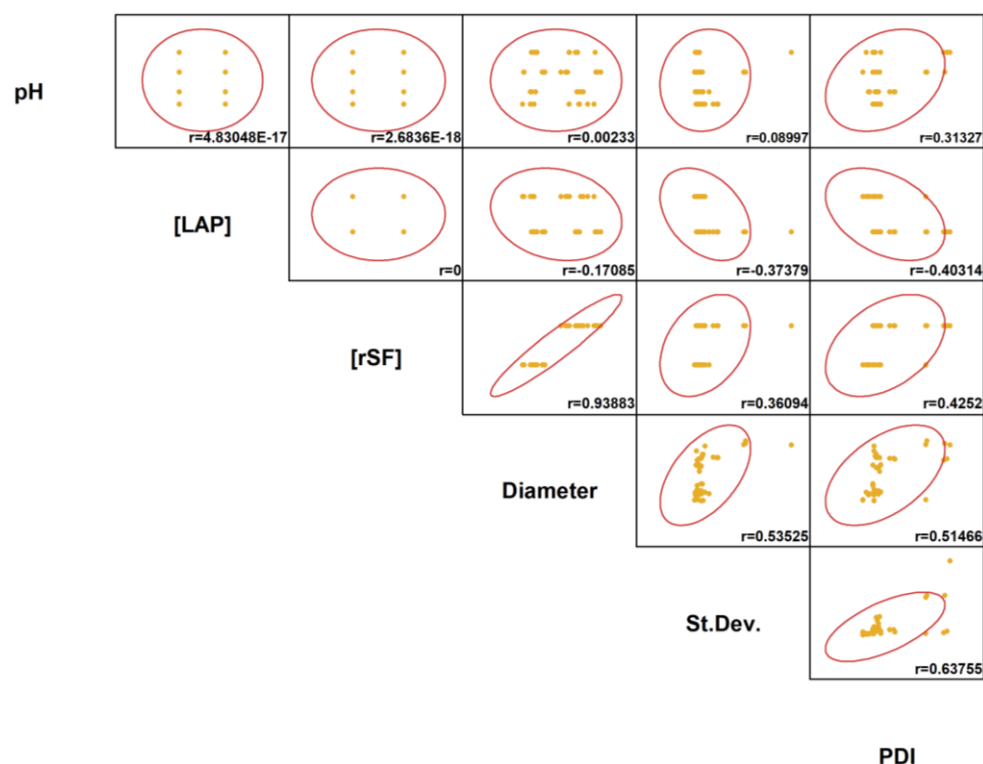 pH
r=4.83048E-17
r=2.6836E-18
r=0.00233
r=0.08997
r=0.31327
[LAP]
r=0
r=-0.17085
r=-0.37379
r=-0.40314
[rSF]
r=0.93883
r=0.36094
r=0.4252
Diameter
r=0.53525
r=0.51466
St.Dev.
r=0.63755
PDI